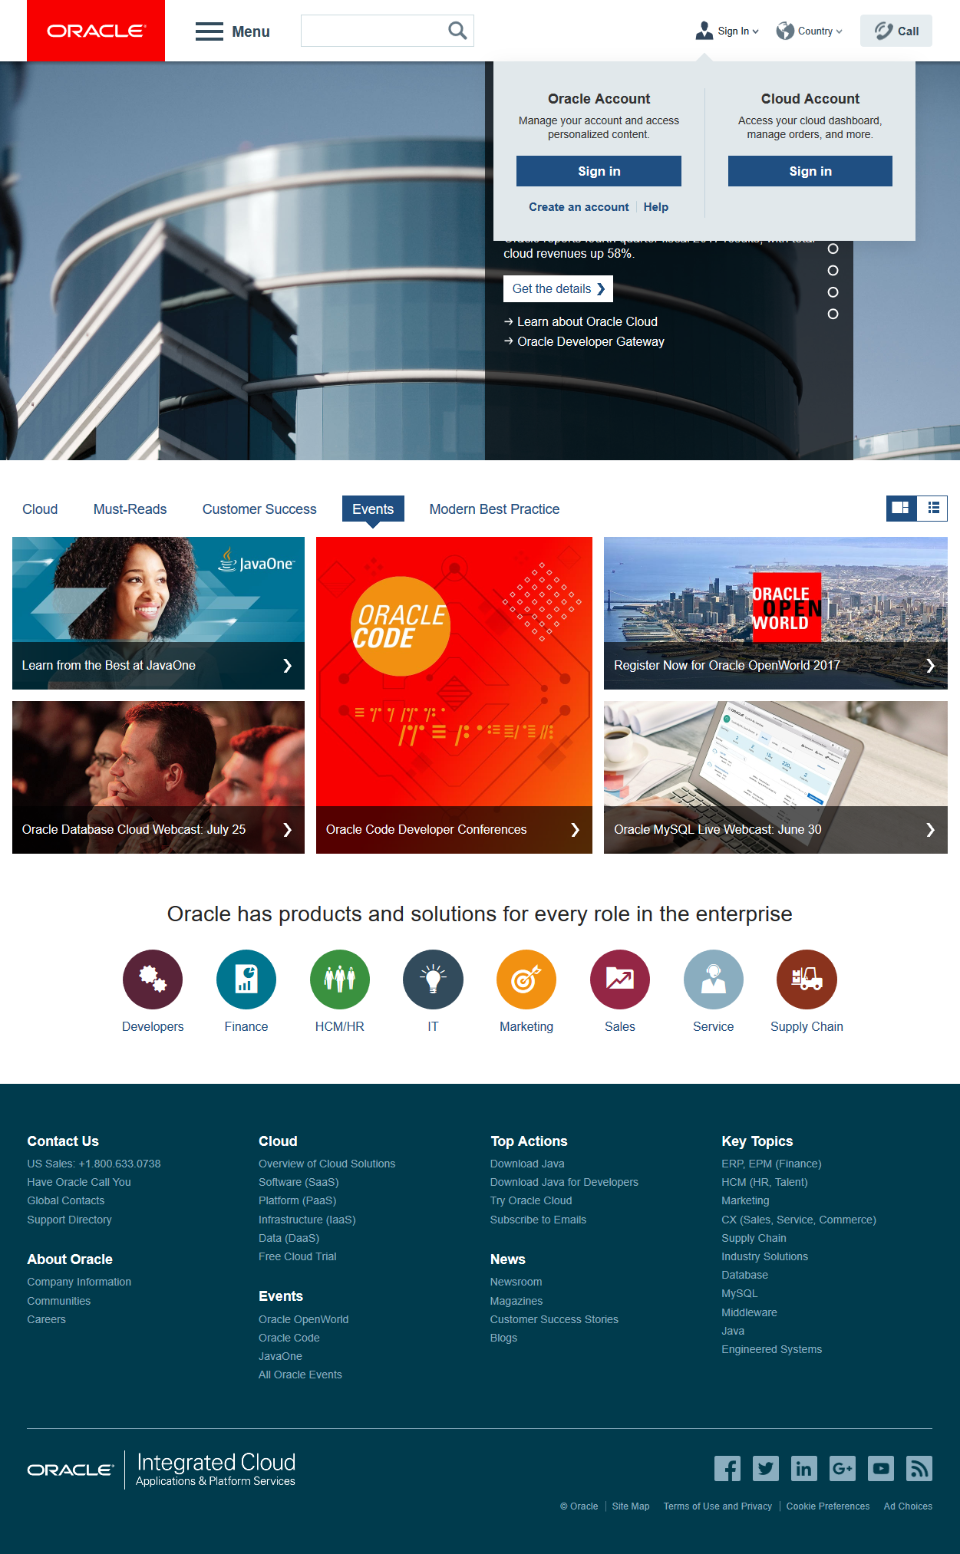 ORACLE
Menu
Sign In
Country
Call
Oracle Account
Manage your account and access
personalized content.
Sign in
Create an account | Help
Cloud Account
Access your cloud dashboard,
manage orders, and more.
Sign in
cloud revenues up 58%.
Get the details
Learn about Oracle Cloud
Oracle Developer Gateway
Cloud
Must-Reads
Customer Success
Events
Modern Best Practice
JavaOne
Learn from the Best at JavaOne
ORACLE
CODE
Oracle Code Developer Conferences
ORACLE
OPEN
WORLD
Register Now for Oracle OpenWorld 2017
Oracle Database Cloud Webcast: July 25
Oracle MySQL Live Webcast: June 30
Oracle has products and solutions for every role in the enterprise
Developers
Finance
HCM/HR
IT
Marketing
Sales
Service
Supply Chain
Contact Us
US Sales: +1.800.633.0738
Have Oracle Call You
Global Contacts
Support Directory
About Oracle
Company Information
Communities
Careers
Cloud
Overview of Cloud Solutions
Software (SaaS)
Platform (PaaS)
Infrastructure (IaaS)
Data (DaaS)
Free Cloud Trial
Events
Oracle OpenWorld
Oracle Code
JavaOne
All Oracle Events
Top Actions
Download Java
Download Java for Developers
Try Oracle Cloud
Subscribe to Emails
News
Newsroom
Magazines
Customer Success Stories
Blogs
Key Topics
ERP, EPM (Finance)
HCM (HR, Talent)
Marketing
CX (Sales, Service, Commerce)
Supply Chain
Industry Solutions
Database
MySQL
Middleware
Java
Engineered Systems
ORACLE
Integrated Cloud
Applications & Platform Services
© Oracle | Site Map Terms of Use and Privacy | Cookie Preferences Ad Choices